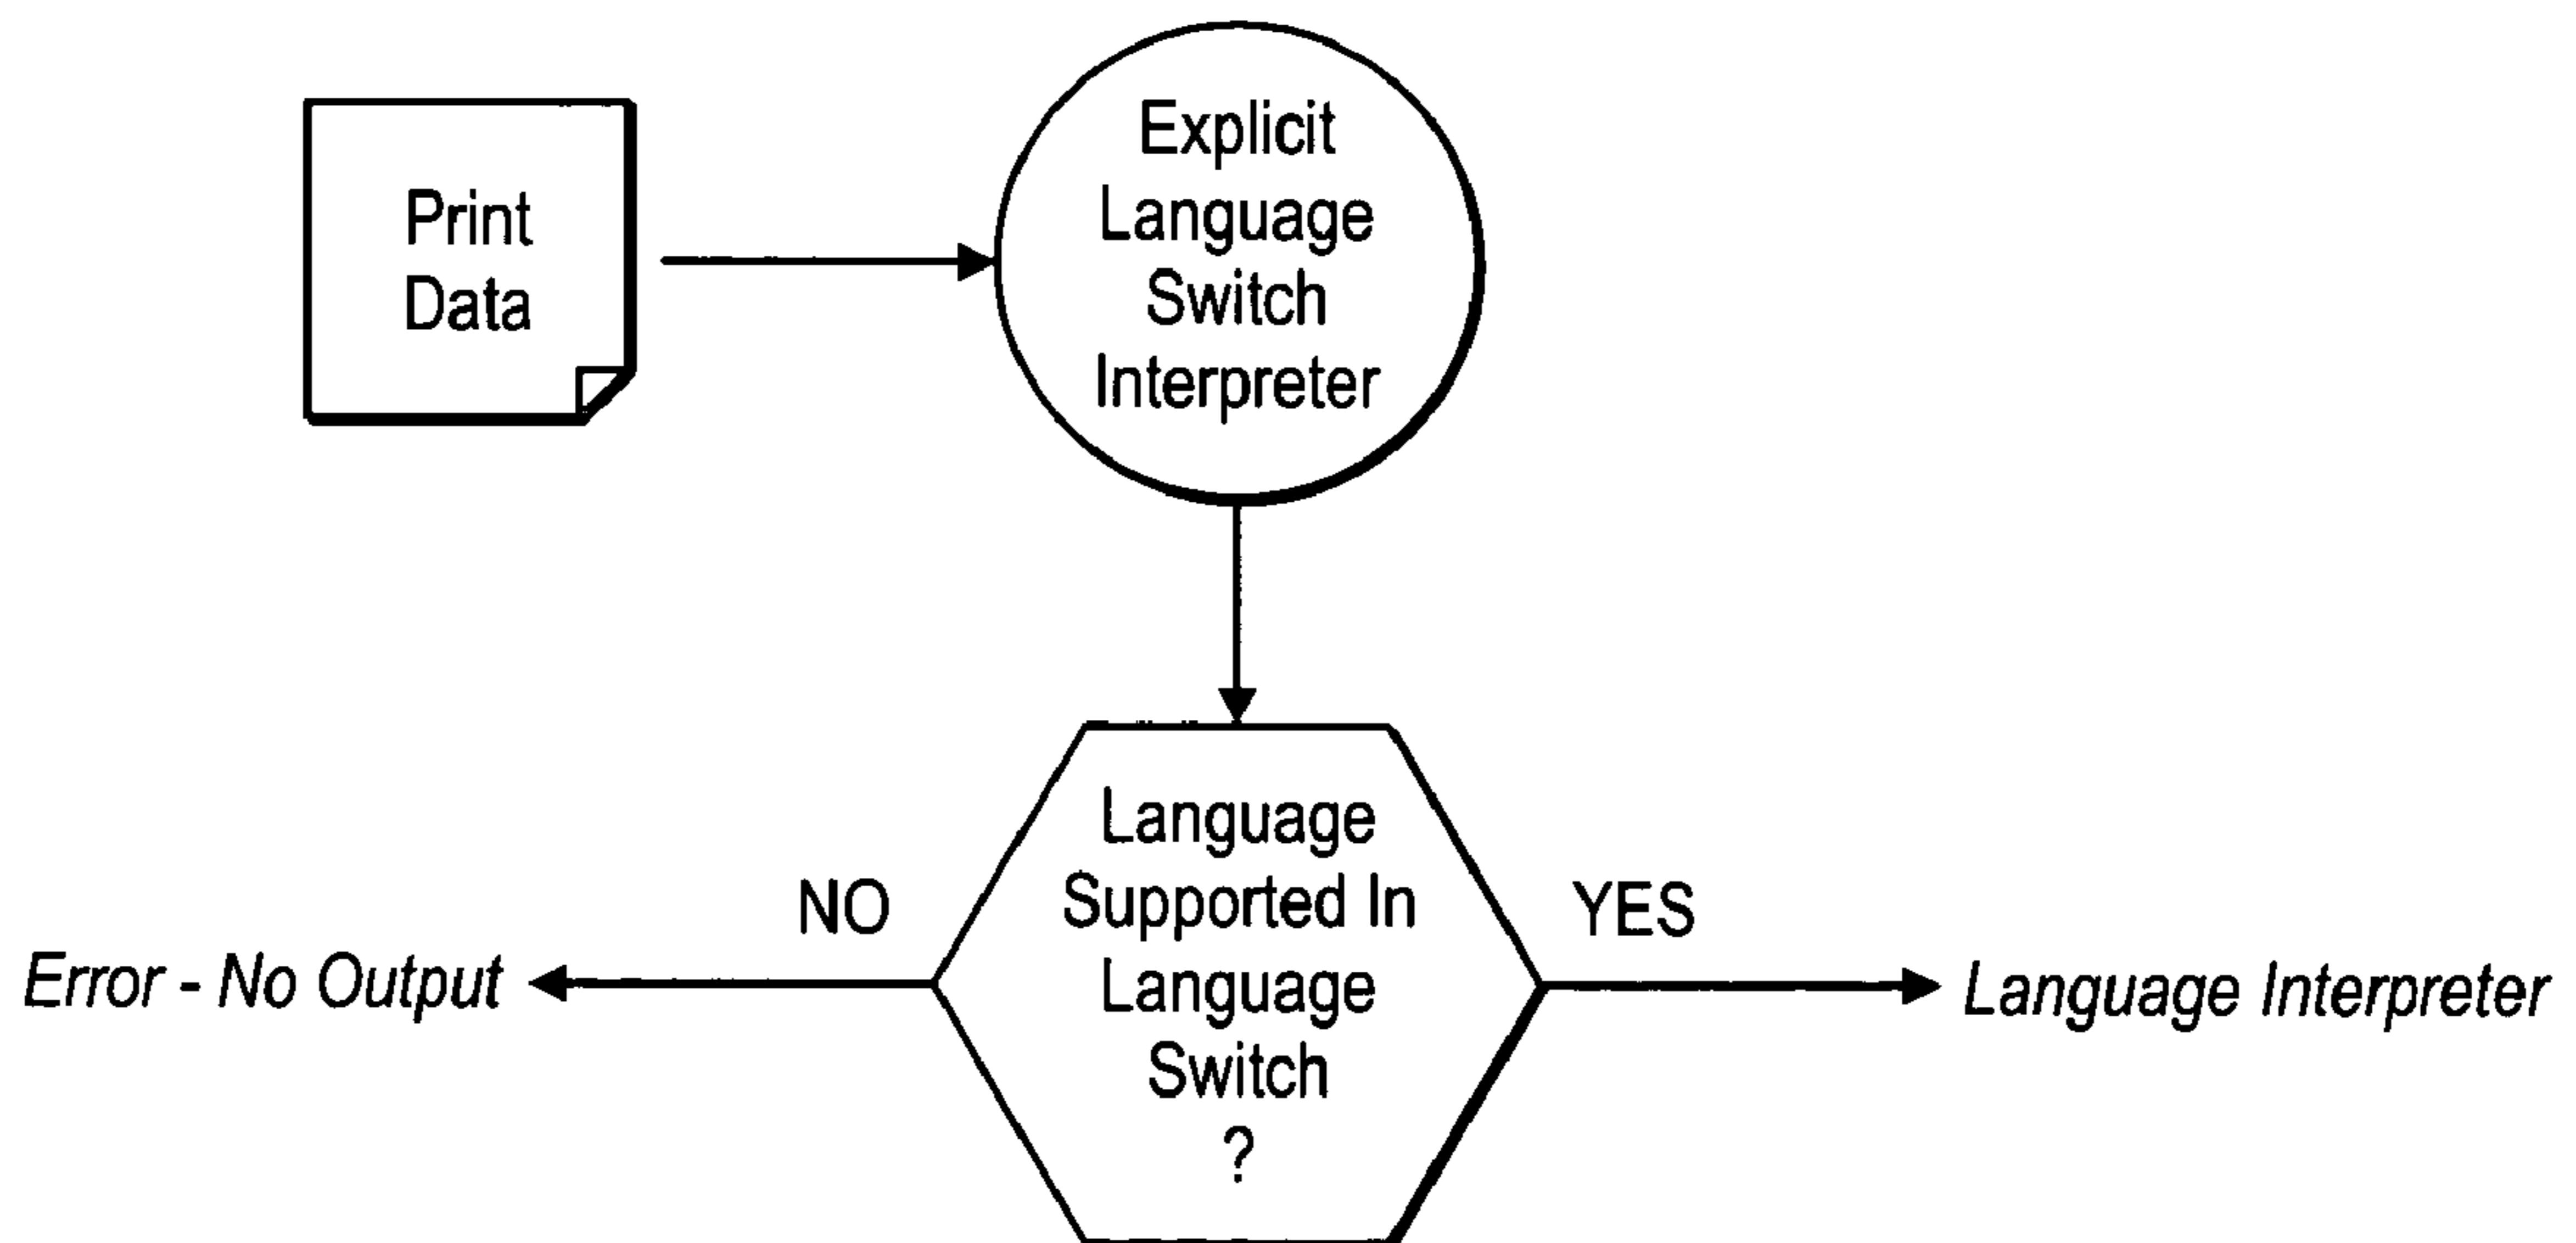 Print
Data
Explicit
Language
Switch
Interpreter
Language
Supported In
Language
Switch
?
NO
YES
Error - No Output
Language Interpreter